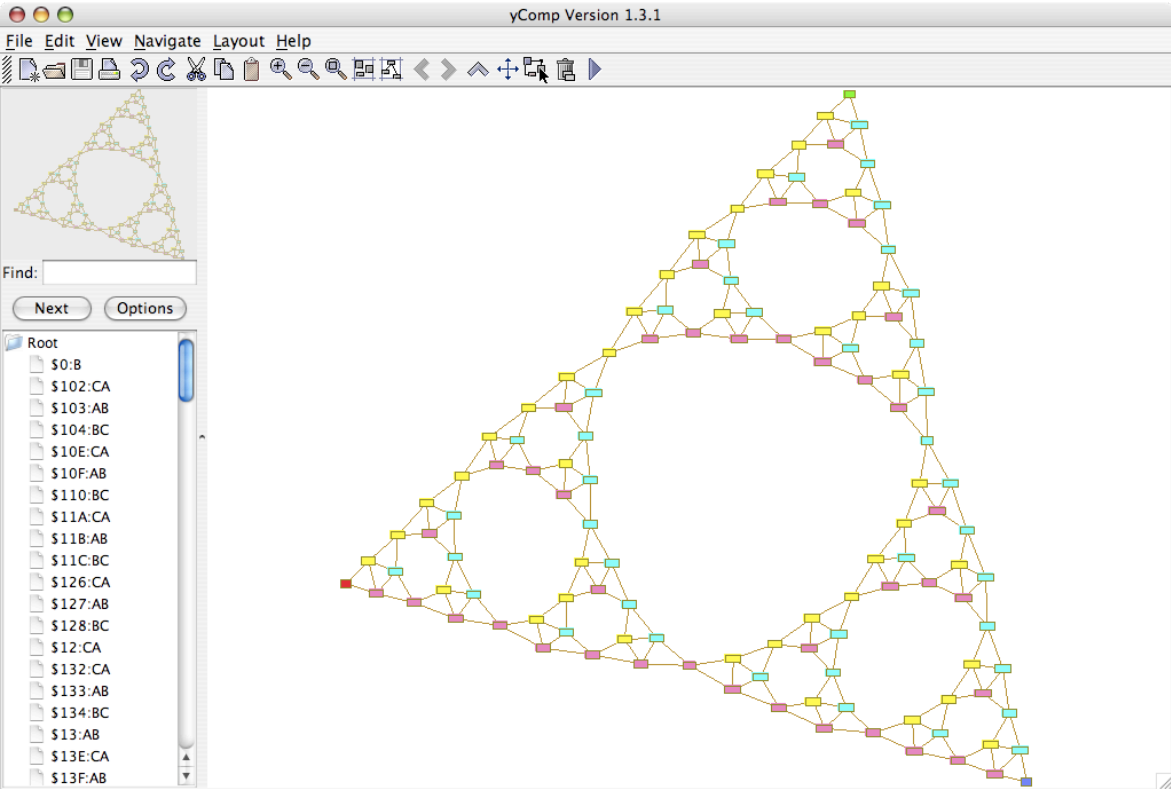 yComp Version 1.3.1
File Edit View Navigate Layout Help
Find:
Next Options
Root
$0:B
$102:CA
$103:AB
$104:BC
$10E:CA
$10F:AB
$110:BC
$11A:CA
$11B:AB
$11C:BC
$126:CA
$127:AB
$128:BC
$12:CA
$132:CA
$133:AB
$134:BC
$13:AB
$13E:CA
$13F:AB